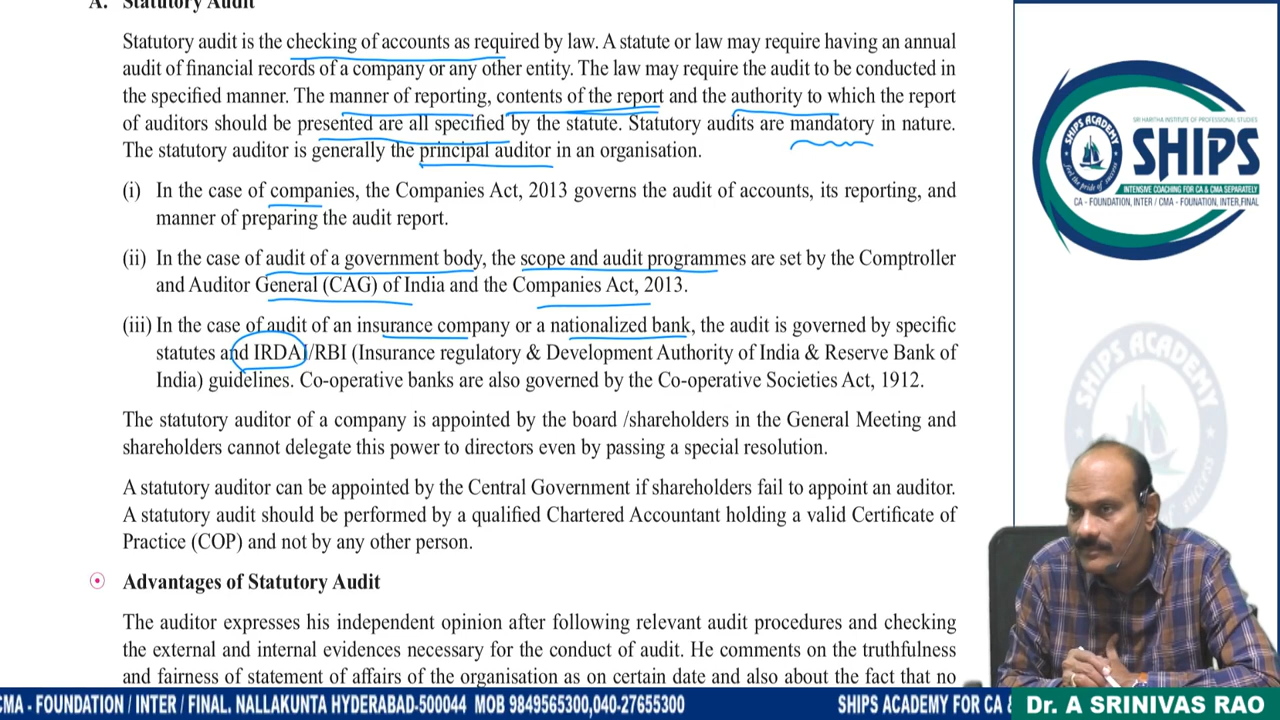 A. Statutory Audit
Statutory audit is the checking of accounts as required by law. A statute or law may require having an annual
audit of financial records of a company or any other entity. The law may require the audit to be conducted in
the specified manner. The manner of reporting, contents of the report and the authority to which the report
of auditors should be presented are all specified by the statute. Statutory audits are mandatory in nature.
The statutory auditor is generally the principal auditor in an organisation.
(i) In the case of companies, the Companies Act, 2013 governs the audit of accounts, its reporting, and
manner of preparing the audit report.
(ii) In the case of audit of a government body, the scope and audit programmes are set by the Comptroller
and Auditor General (CAG) of India and the Companies Act, 2013.
(iii) In the case of audit of an insurance company or a nationalized bank, the audit is governed by specific
statutes and IRDAI/RBI (Insurance regulatory & Development Authority of India & Reserve Bank of
India) guidelines. Co-operative banks are also governed by the Co-operative Societies Act, 1912.
The statutory auditor of a company is appointed by the board /shareholders in the General Meeting and
shareholders cannot delegate this power to directors even by passing a special resolution.
A statutory auditor can be appointed by the Central Government if shareholders fail to appoint an auditor.
A statutory audit should be performed by a qualified Chartered Accountant holding a valid Certificate of
Practice (COP) and not by any other person.
Advantages of Statutory Audit
The auditor expresses his independent opinion after following relevant audit procedures and checking
the external and internal evidences necessary for the conduct of audit. He comments on the truthfulness
and fairness of statement of affairs of the organisation as on certain date and also about the fact that no
SRI HARITHA INSTITUTE OF PROFESSIONAL STUDIES
SHIPS ACADEMY
feel the pride of success
SHIPS
INTENSIVE COACHING FOR CA & CMA SEPARATELY
CA - FOUNDATION, INTER / CMA - FOUNATION, INTER,FINAL
SHIPS ACADEMY
SUCCESS
CMA - FOUNDATION / INTER / FINAL. NALLAKUNTA HYDERABAD-500044 MOB 9849565300,040-27655300
SHIPS ACADEMY FOR CA &
Dr. A SRINIVAS RAO